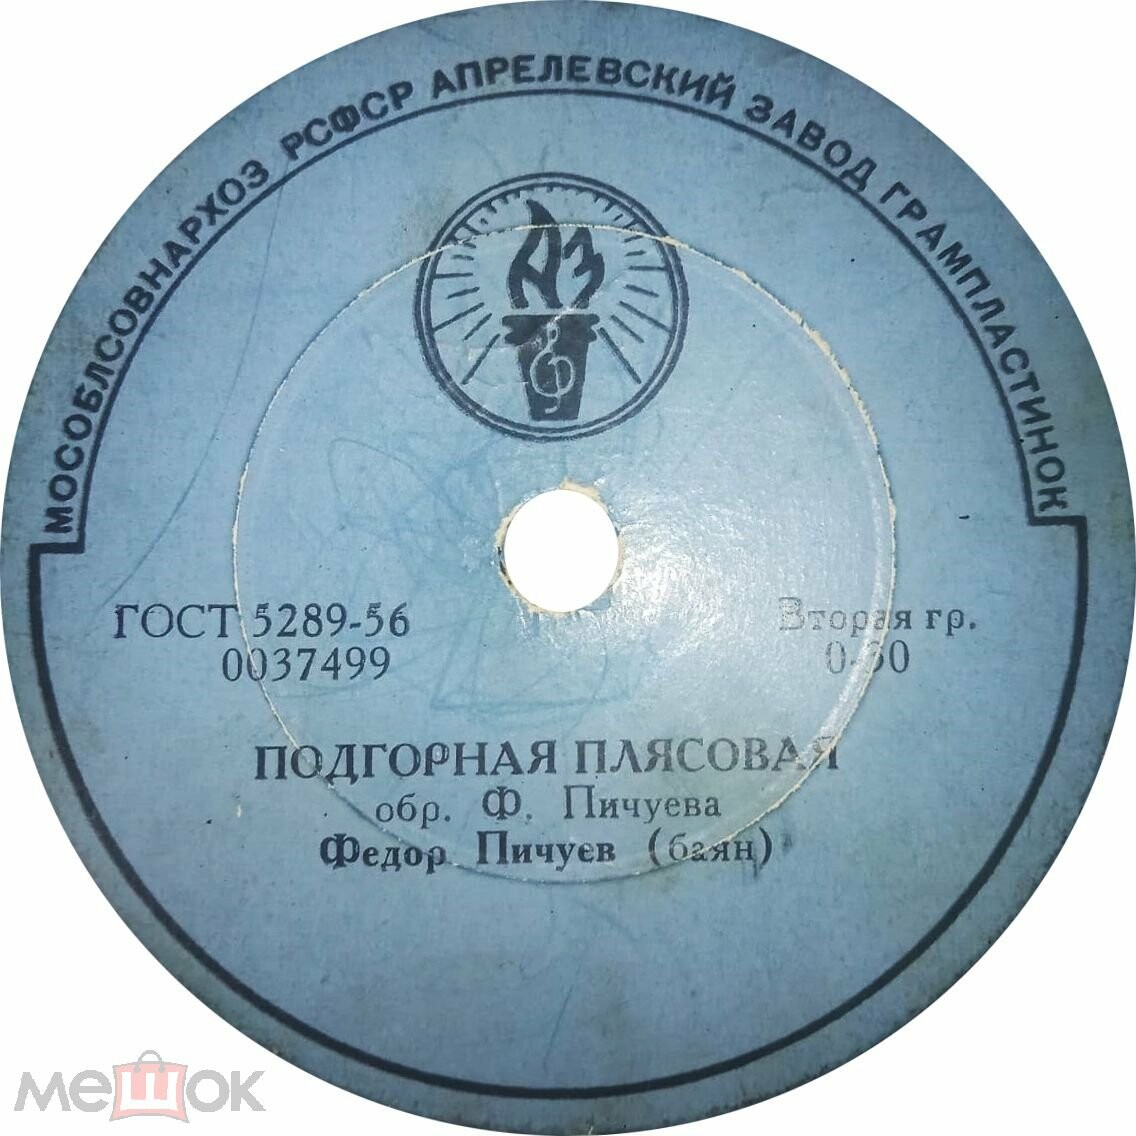 МОСОБЛСОВНАРХОЗ РСФСР АПРЕЛЕВСКИЙ ЗАВОД ГРАМПЛАСТИНОК
АЗ
ГОСТ 5289-56
0037499
Вторая гр.
ПОДГОРНАЯ ПЛЯСОВАЯ
обр. Ф. Пичуева
Федор Пичуев (баян)
мешок